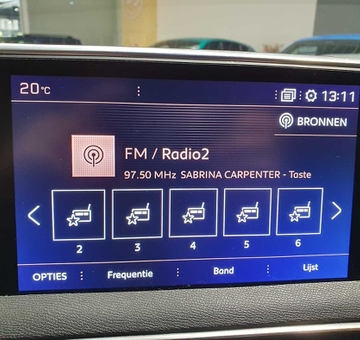 20°C 13:11
BRONNEN
FM / Radio2
97.50 MHz SABRINA CARPENTER - Taste
2 3 4 5 6
OPTIES Frequentie Band Lijst